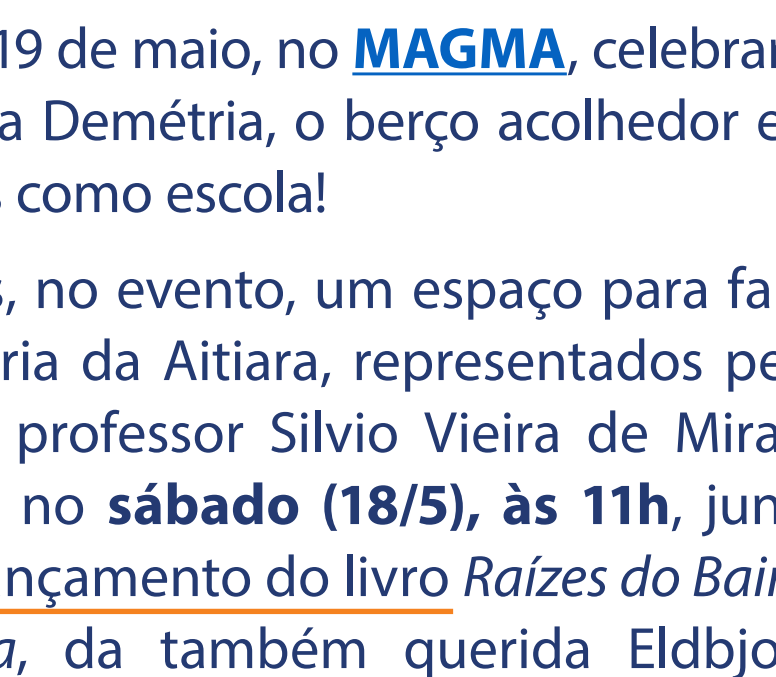 19 de maio, no MAGMA, celebrar
a Demétria, o berço acolhedor e
s como escola!
s, no evento, um espaço para fa
ria da Aitiara, representados pe
professor Silvio Vieira de Mira
no sábado (18/5), às 11h, jun
nçamento do livro Raízes do Bair
a, da também querida Eldbjo